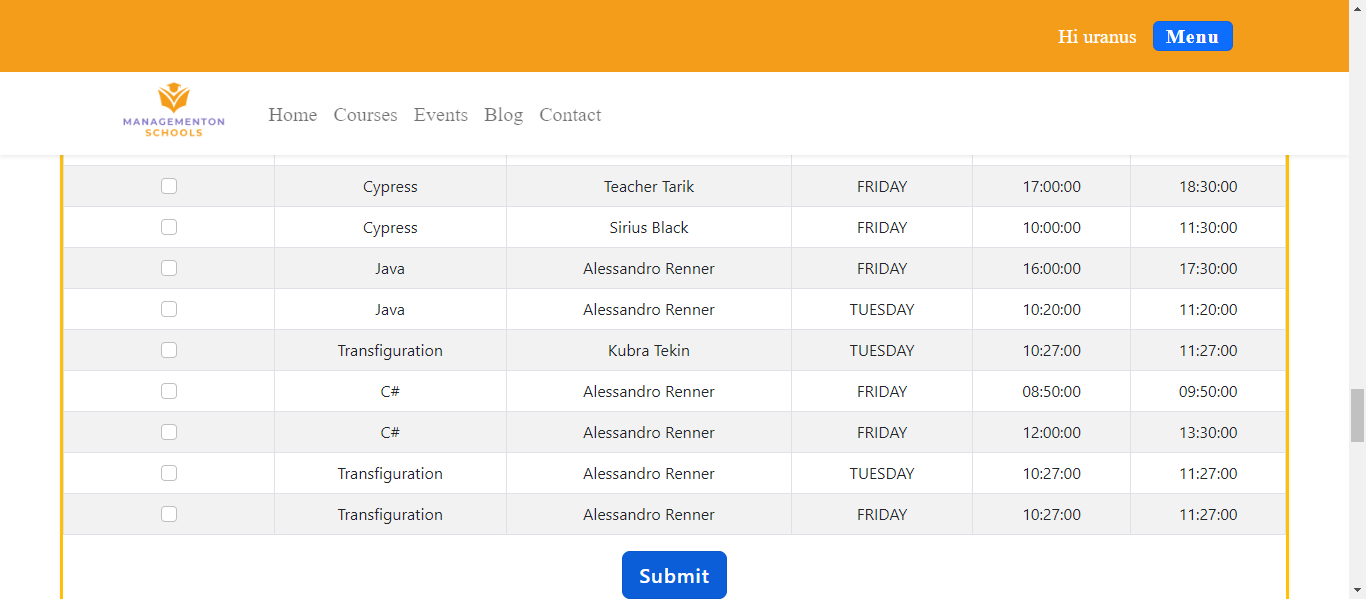 Hi uranus Menu
MANAGEMENTON
SCHOOLS
Home Courses Events Blog Contact
Cypress Teacher Tarik FRIDAY 17:00:00 18:30:00
Cypress Sirius Black FRIDAY 10:00:00 11:30:00
Java Alessandro Renner FRIDAY 16:00:00 17:30:00
Java Alessandro Renner TUESDAY 10:20:00 11:20:00
Transfiguration Kubra Tekin TUESDAY 10:27:00 11:27:00
C# Alessandro Renner FRIDAY 08:50:00 09:50:00
C# Alessandro Renner FRIDAY 12:00:00 13:30:00
Transfiguration Alessandro Renner TUESDAY 10:27:00 11:27:00
Transfiguration Alessandro Renner FRIDAY 10:27:00 11:27:00
Submit